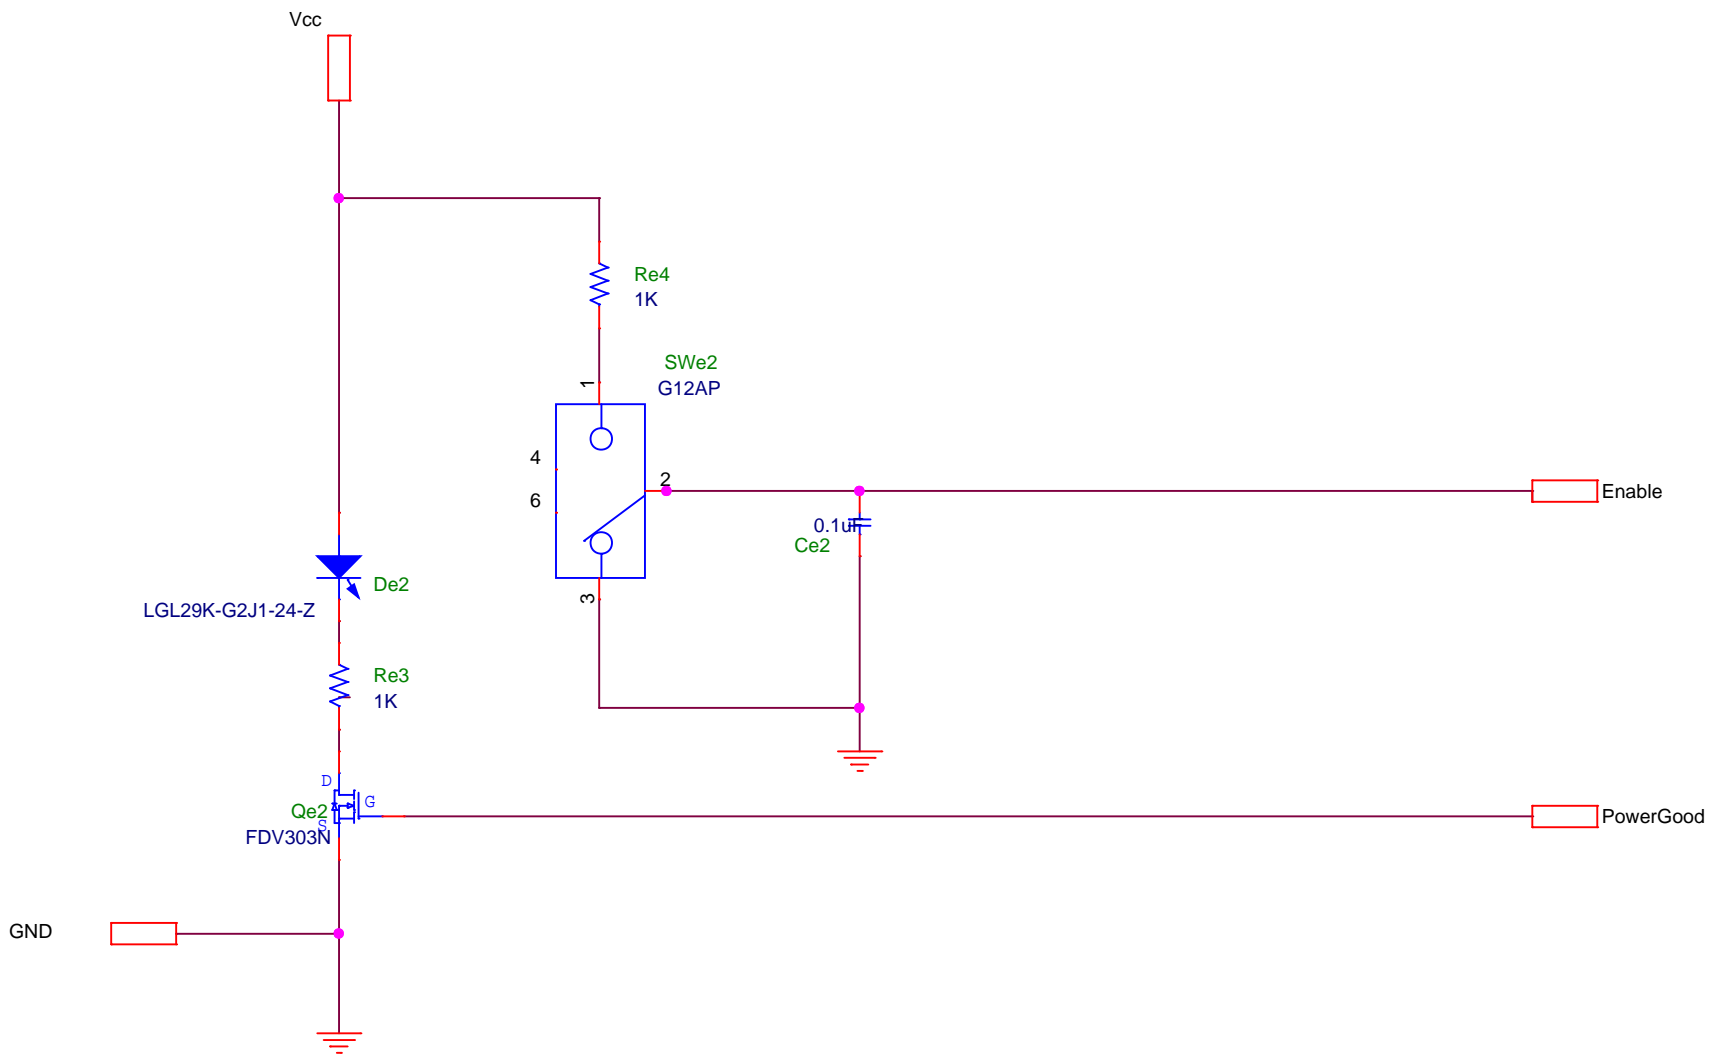 Vcc
Re4
1K
SWe2
G12AP
1
4
2
6
Enable
0.1uF
Ce2
De2
3
LGL29K-G2J1-24-Z
Re3
1K
D
G
Qe2
S
FDV303N
PowerGood
GND